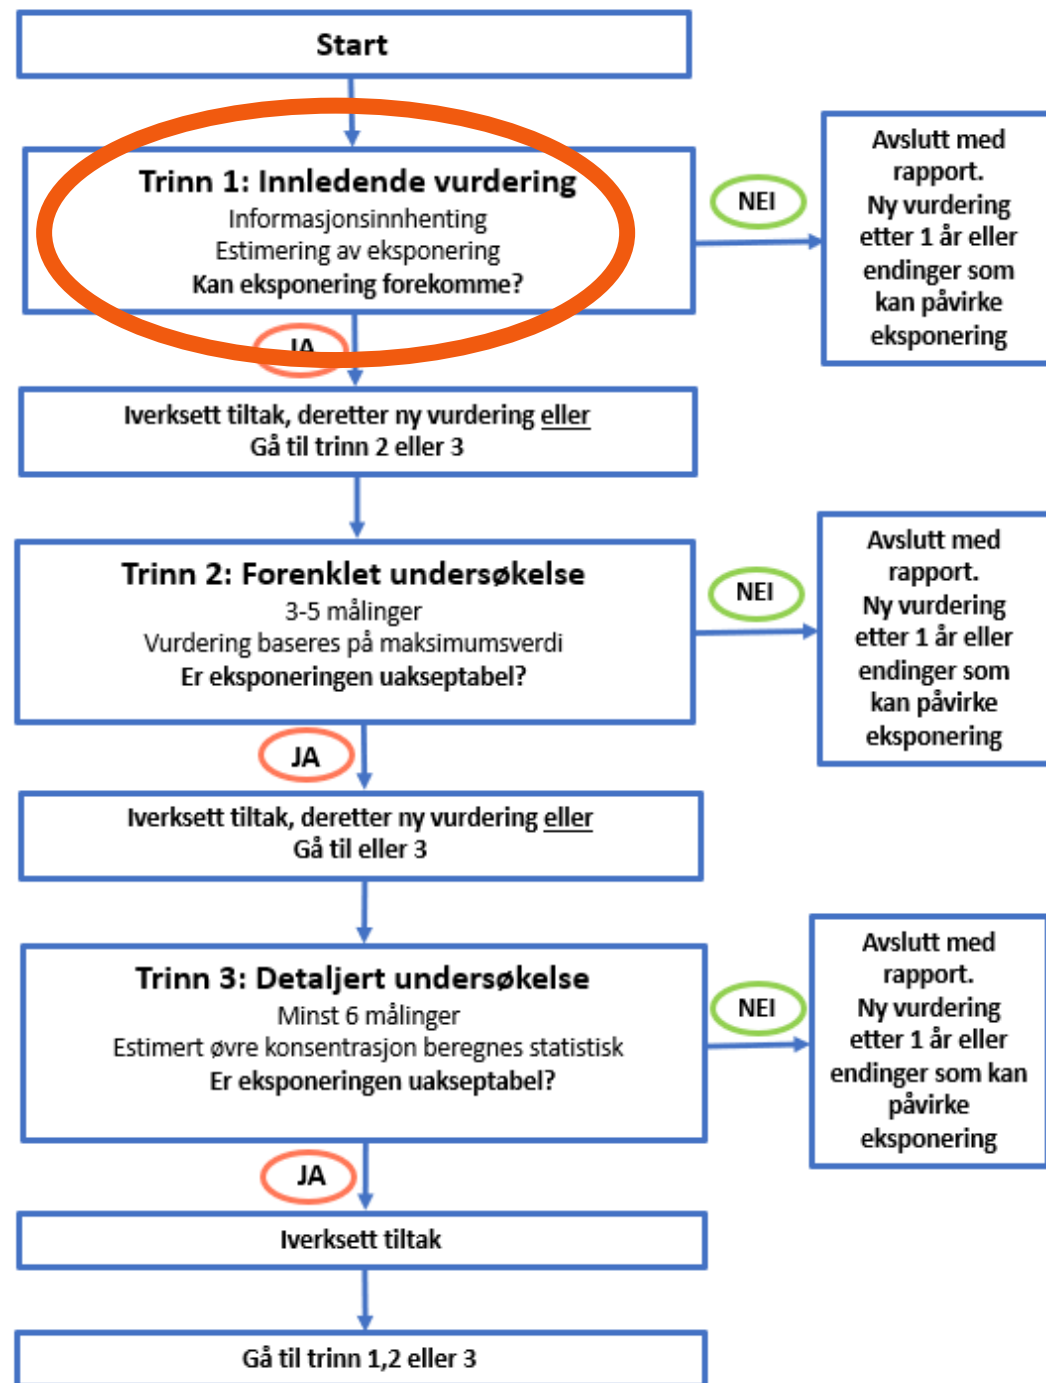 Start
Trinn 1: Innledende vurdering
Informasjonsinnhenting
Estimering av eksponering
Kan eksponering forekomme?
NEI
Avslutt med
rapport.
Ny vurdering
etter 1 år eller
endinger som
kan påvirke
eksponering
JA
Iverksett tiltak, deretter ny vurdering eller
Gå til trinn 2 eller 3
Trinn 2: Forenklet undersøkelse
3-5 målinger
Vurdering baseres på maksimumsverdi
Er eksponeringen uakseptabel?
NEI
Avslutt med
rapport.
Ny vurdering
etter 1 år eller
endinger som
kan påvirke
eksponering
JA
Iverksett tiltak, deretter ny vurdering eller
Gå til eller 3
Trinn 3: Detaljert undersøkelse
Minst 6 målinger
Estimert øvre konsentrasjon beregnes statistisk
Er eksponeringen uakseptabel?
NEI
Avslutt med
rapport.
Ny vurdering
etter 1 år eller
endinger som kan
påvirke
eksponering
JA
Iverksett tiltak
Gå til trinn 1,2 eller 3